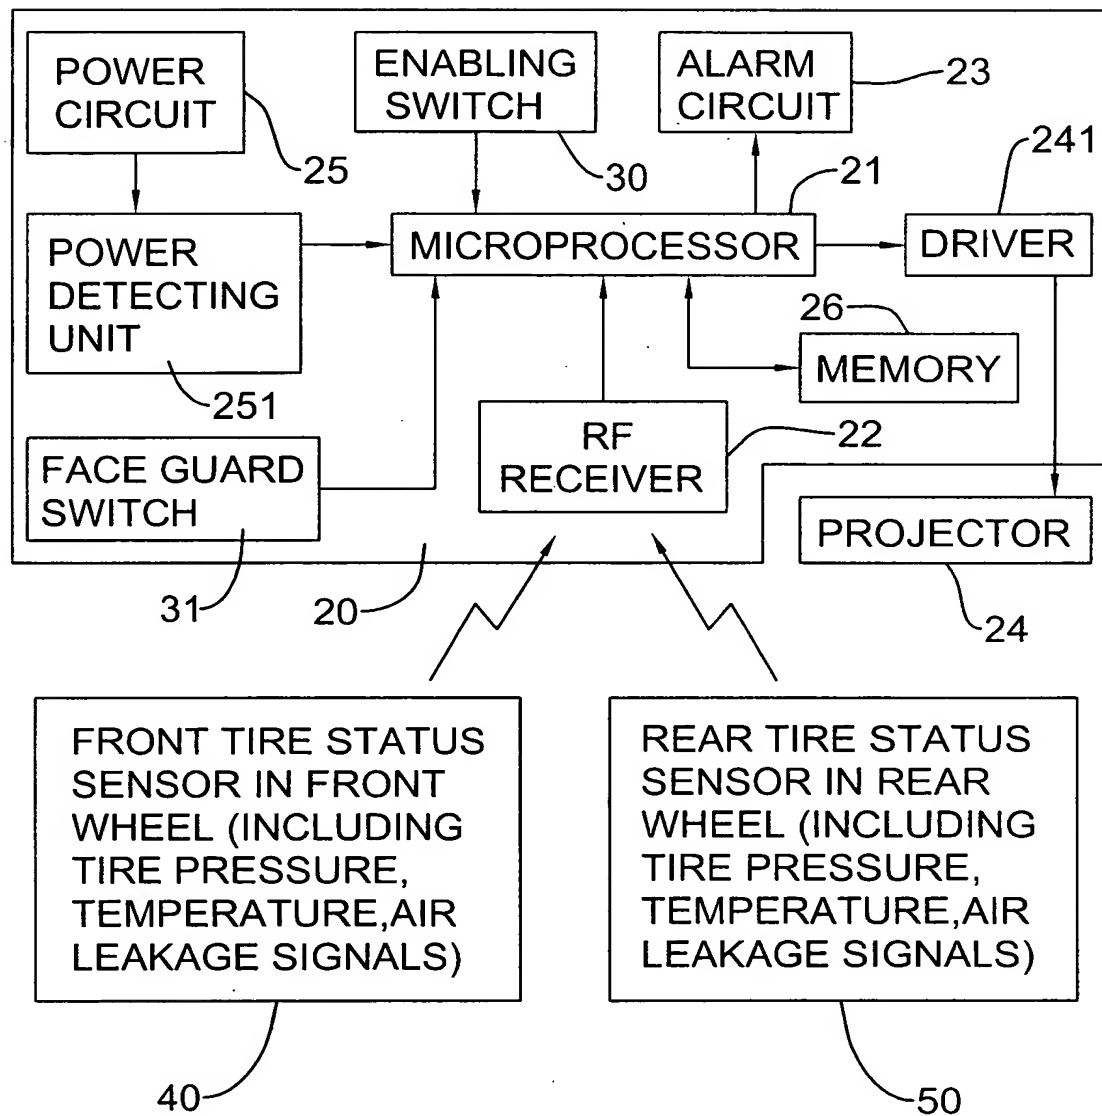 POWER
CIRCUIT
25
ENABLING
SWITCH
30
ALARM
CIRCUIT
23
241
21
POWER
DETECTING
UNIT
251
MICROPROCESSOR
DRIVER
26
MEMORY
FACE GUARD
SWITCH
31
RF
RECEIVER
22
20
PROJECTOR
24
FRONT TIRE STATUS
SENSOR IN FRONT
WHEEL (INCLUDING
TIRE PRESSURE,
TEMPERATURE,AIR
LEAKAGE SIGNALS)
40
REAR TIRE STATUS
SENSOR IN REAR
WHEEL (INCLUDING
TIRE PRESSURE,
TEMPERATURE,AIR
LEAKAGE SIGNALS)
50